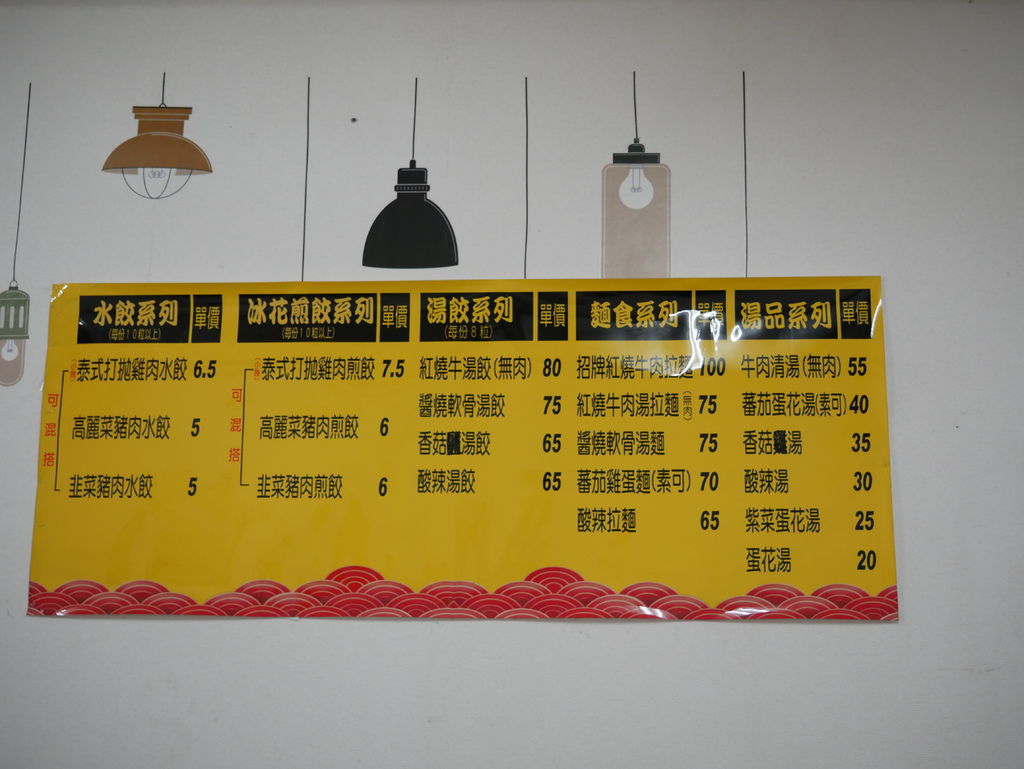 水餃系列 單價
(每份10粒以上)
泰式打拋雞肉水餃 6.5
高麗菜豬肉水餃 5
韭菜豬肉水餃 5
可混搭
冰花煎餃系列 單價
(每份10粒以上)
泰式打拋雞肉煎餃 7.5
高麗菜豬肉煎餃 6
韭菜豬肉煎餃 6
可混搭
湯餃系列 單價
(每份8粒)
紅燒牛湯餃(無肉) 80
醬燒軟骨湯餃 75
香菇湯餃 65
酸辣湯餃 65
麵食系列 單價
招牌紅燒牛肉拉麵 100
紅燒牛肉湯拉麵(無肉) 75
醬燒軟骨湯麵 75
蕃茄雞蛋麵(素可) 70
酸辣拉麵 65
湯品系列 單價
牛肉清湯(無肉) 55
蕃茄蛋花湯(素可) 40
香菇湯 35
酸辣湯 30
紫菜蛋花湯 25
蛋花湯 20